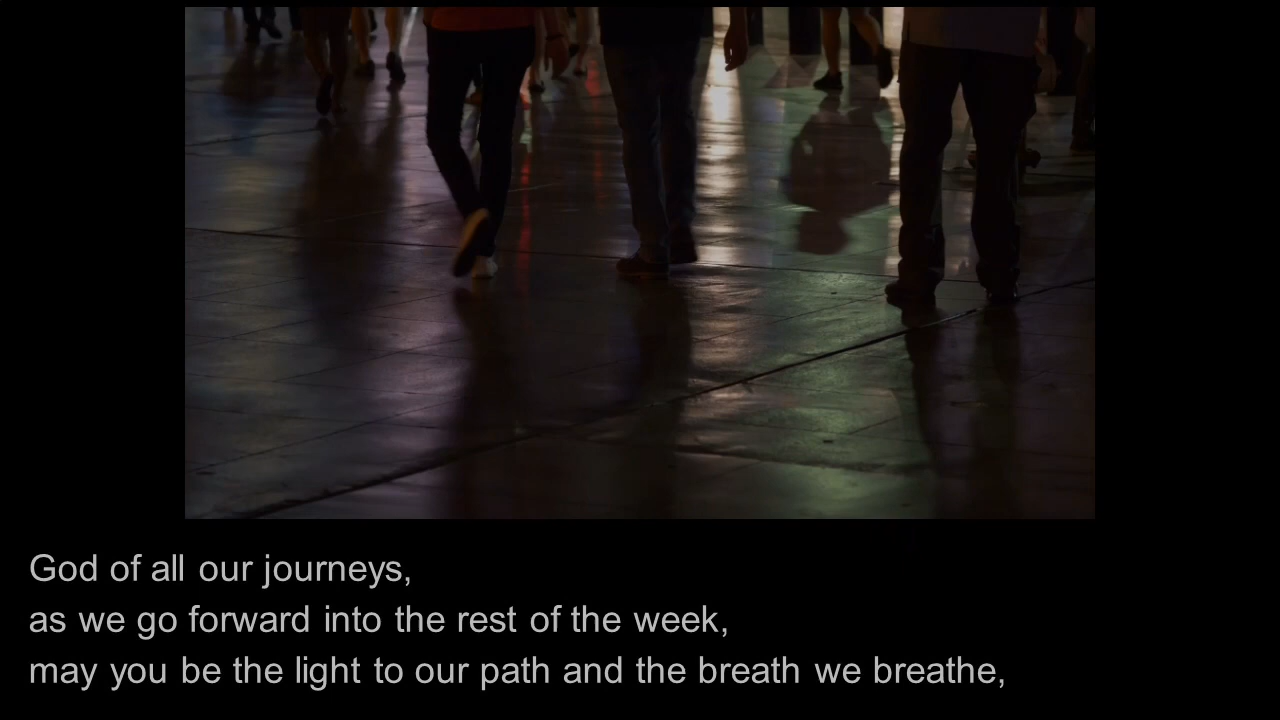 God of all our journeys,
as we go forward into the rest of the week,
may you be the light to our path and the breath we breathe,